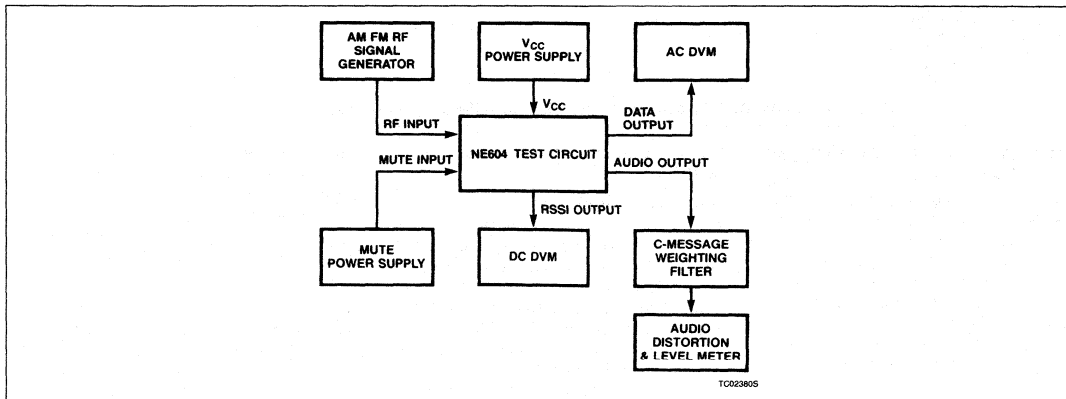 AM FM RF
SIGNAL
GENERATOR
VCC
POWER SUPPLY
AC DVM
VCC
DATA
OUTPUT
RF INPUT
MUTE INPUT
NE604 TEST CIRCUIT
AUDIO OUTPUT
RSSI OUTPUT
MUTE
POWER SUPPLY
DC DVM
C-MESSAGE
WEIGHTING
FILTER
AUDIO
DISTORTION
& LEVEL METER
TC02380S